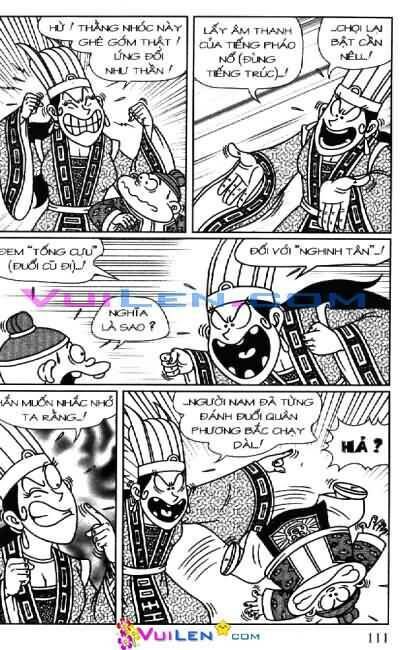 HỪ! THẰNG NHÓC NÀY
GHÊ GỚM THẬT!
ỨNG ĐỐI
NHƯ THẦN!
LẤY ÂM THANH
CỦA TIẾNG PHÁO
NỔ (ĐÙNG
TIẾNG TRÚC)...!
...CHỌI LẠI
BẬT CẦN
NÊU...!
ĐEM "TỐNG CỰU"
(ĐUỔI CŨ ĐI)...!
ĐỐI VỚI "NGHINH TÂN"...!
NGHĨA
LÀ SAO?
VUILEN.COM
HẮN MUỐN NHẮC NHỞ
TA RẰNG...!
...NGƯỜI NAM ĐÃ TỪNG
ĐÁNH ĐUỔI QUÂN
PHƯƠNG BẮC CHẠY
DÀI...!
HẢ?
111
VUILEN.COM